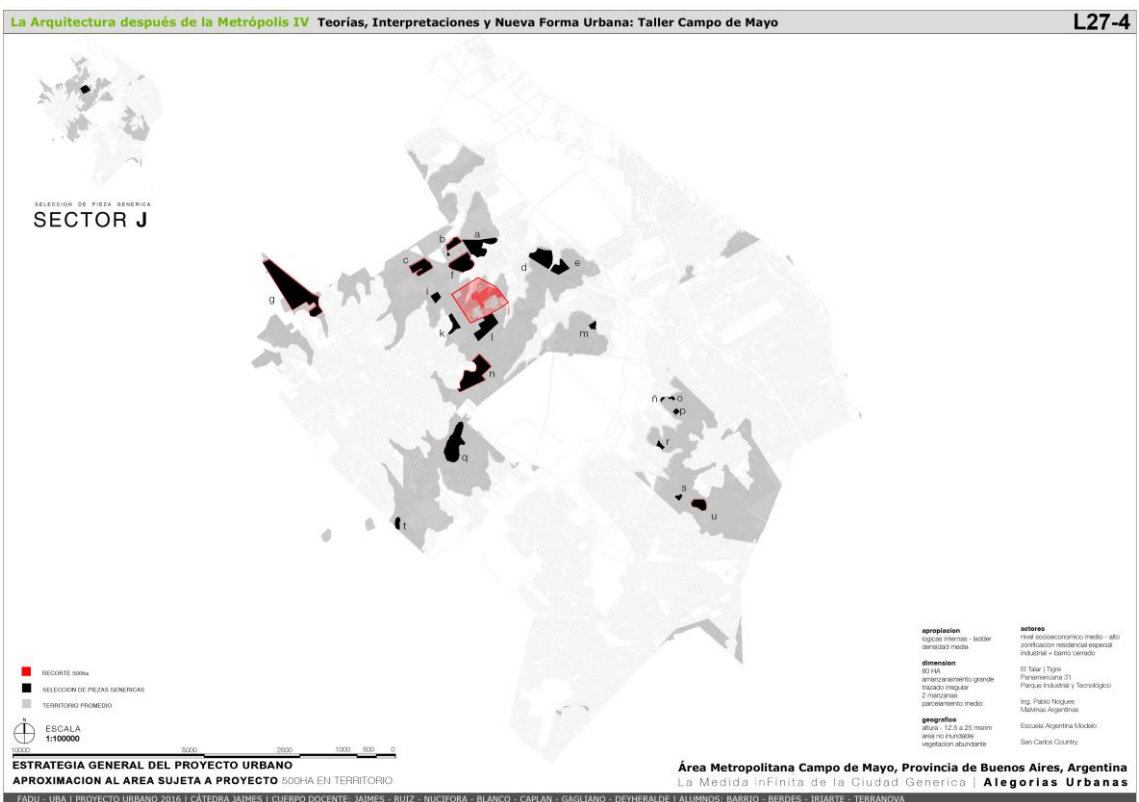 La Arquitectura después de la Metrópolis IV Teorías, Interpretaciones y Nueva Forma Urbana: Taller Campo de Mayo
L27-4
SELECCION DE PIEZA GENERICA
SECTOR J
a
b
c
d
e
f
g
i
j
k
l
m
n
ñ
o
p
q
r
s
t
u
RECORTE 500ha
SELECCION DE PIEZAS GENERICAS
TERRITORIO PROMEDIO
N
ESCALA
1:100000
10000 5000 2500 1000 500 0
ESTRATEGIA GENERAL DEL PROYECTO URBANO
APROXIMACION AL AREA SUJETA A PROYECTO 500HA EN TERRITORIO
apropiacion
logicas internas - ladder
densidad media
dimension
80 HA
amanzanamiento grande
trazado irregular
2 manzanas
parcelamiento medio
geografico
altura - 12.5 a 25 msnm
area no inundable
vegetacion abundante
actores
nivel socioeconomico medio - alto
zonificacion residencial especial
industrial + barrio cerrado
El Talar | Tigre
Panamericana 31
Parque Industrial y Tecnológico
Ing. Pablo Nogues
Malvinas Argentinas
Escuela Argentina Modelo
San Carlos Country
Área Metropolitana Campo de Mayo, Provincia de Buenos Aires, Argentina
La Medida InFinita de la Ciudad Generica | Alegorias Urbanas
FADU - UBA | PROYECTO URBANO 2016 | CÁTEDRA JAIMES | CUERPO DOCENTE: JAIMES - RUIZ - NUCIFORA - BLANCO - CAPLAN - GAGLIANO - DEYHERALDE | ALUMNOS: BARRIO - BERDES - IRIARTE - TERRANOVA